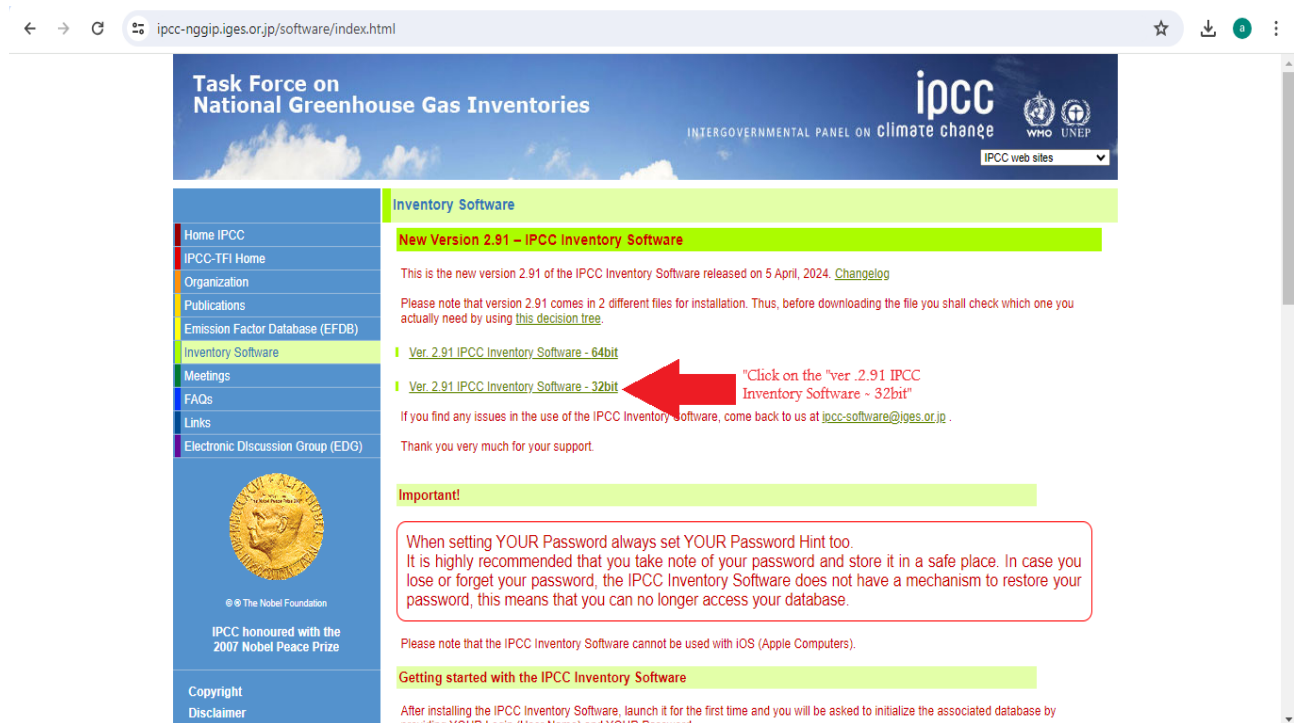 ipcc-nggip.iges.or.jp/software/index.html
a
Task Force on
National Greenhouse Gas Inventories
ipcc
INTERGOVERNMENTAL PANEL ON climate change
WMO UNEP
IPCC web sites
Inventory Software
Home IPCC
IPCC-TFI Home
Organization
Publications
Emission Factor Database (EFDB)
Inventory Software
Meetings
FAQs
Links
Electronic DIscussion Group (EDG)
© ® The Nobel Foundation
IPCC honoured with the
2007 Nobel Peace Prize
Copyright
Disclaimer
New Version 2.91 – IPCC Inventory Software
This is the new version 2.91 of the IPCC Inventory Software released on 5 April, 2024. Changelog
Please note that version 2.91 comes in 2 different files for installation. Thus, before downloading the file you shall check which one you
actually need by using this decision tree.
Ver. 2.91 IPCC Inventory Software - 64bit
Ver. 2.91 IPCC Inventory Software - 32bit
"Click on the "ver .2.91 IPCC
Inventory Software ~ 32bit"
If you find any issues in the use of the IPCC Inventory Software, come back to us at ipcc-software@iges.or.jp .
Thank you very much for your support.
Important!
When setting YOUR Password always set YOUR Password Hint too.
It is highly recommended that you take note of your password and store it in a safe place. In case you
lose or forget your password, the IPCC Inventory Software does not have a mechanism to restore your
password, this means that you can no longer access your database.
Please note that the IPCC Inventory Software cannot be used with iOS (Apple Computers).
Getting started with the IPCC Inventory Software
After installing the IPCC Inventory Software, launch it for the first time and you will be asked to initialize the associated database by